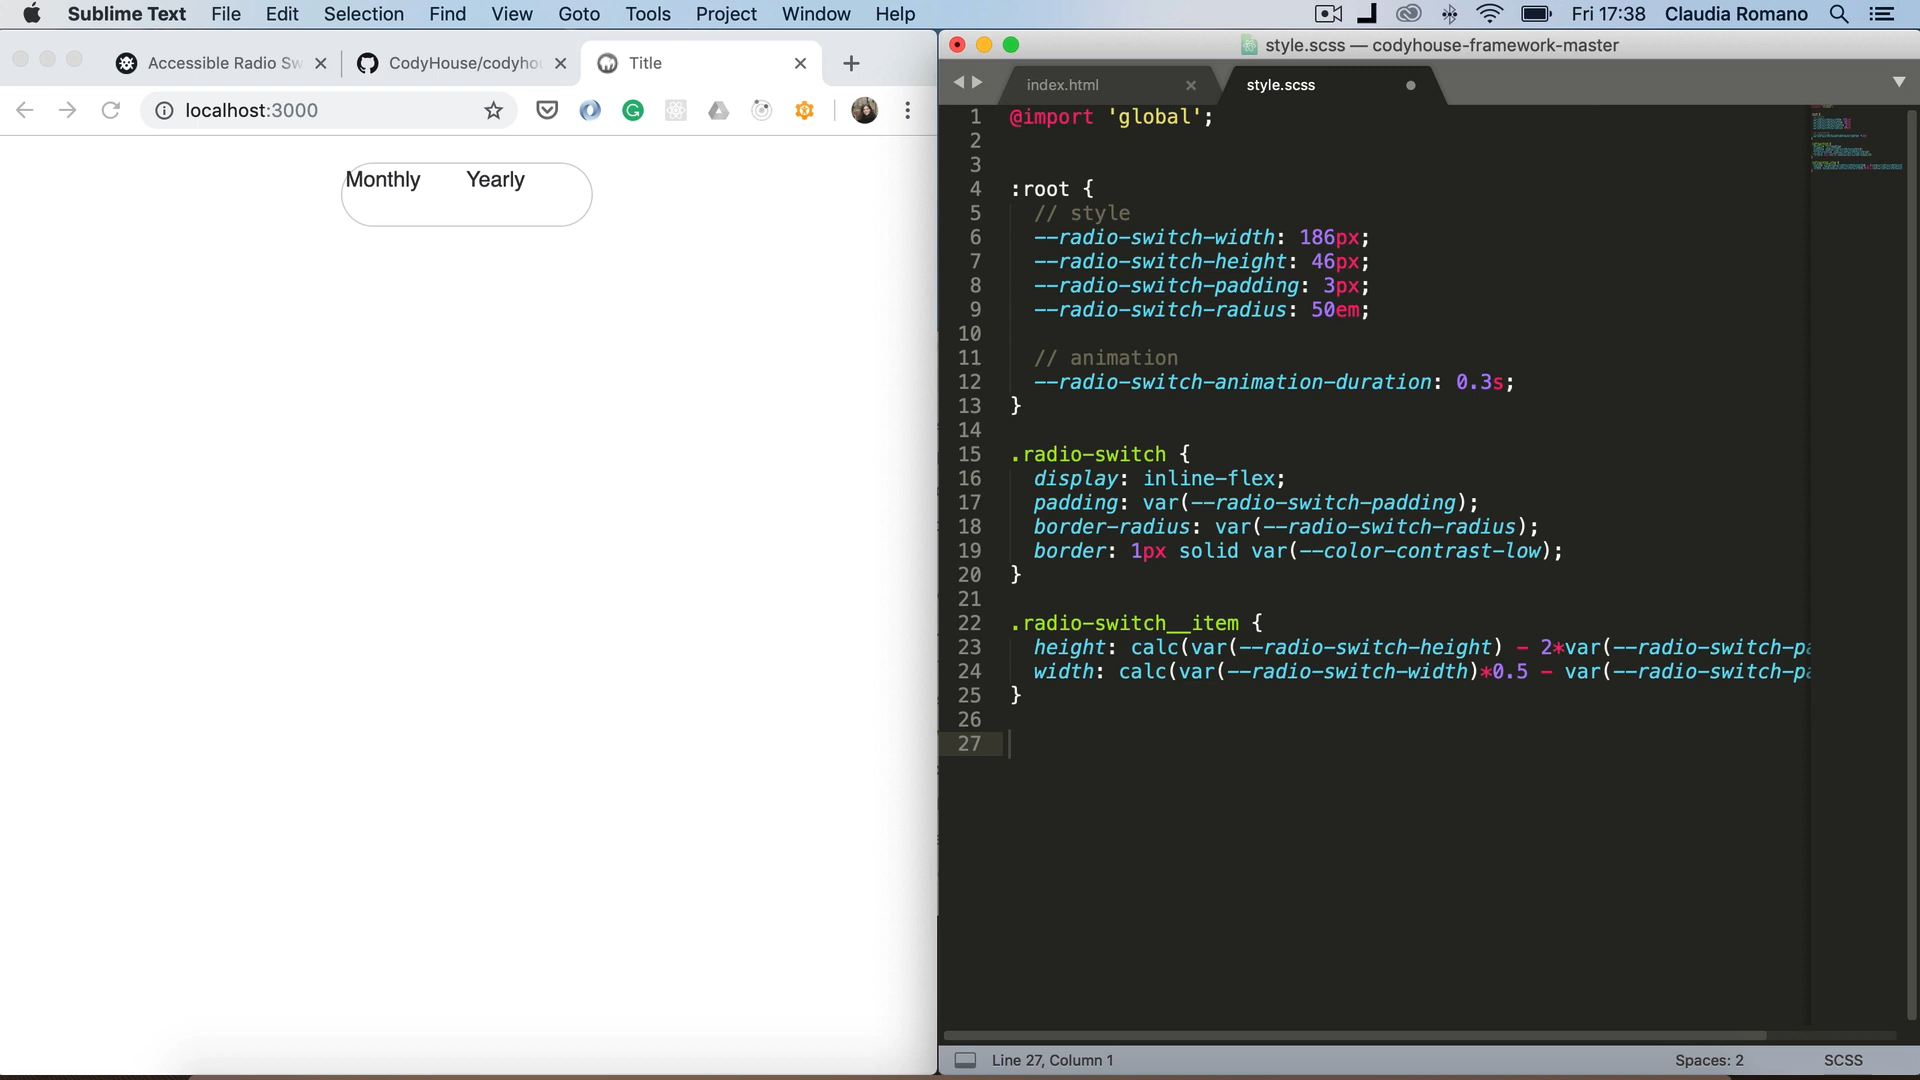 Sublime Text File Edit Selection Find View Goto Tools Project Window Help Fri 17:38 Claudia Romano
Accessible Radio Sw
CodyHouse/codyhou
Title
localhost:3000
Monthly Yearly
style.scss — codyhouse-framework-master
index.html
style.scss
1 @import 'global';
2
3
4 :root {
5 // style
6 --radio-switch-width: 186px;
7 --radio-switch-height: 46px;
8 --radio-switch-padding: 3px;
9 --radio-switch-radius: 50em;
10
11 // animation
12 --radio-switch-animation-duration: 0.3s;
13 }
14
15 .radio-switch {
16 display: inline-flex;
17 padding: var(--radio-switch-padding);
18 border-radius: var(--radio-switch-radius);
19 border: 1px solid var(--color-contrast-low);
20 }
21
22 .radio-switch__item {
23 height: calc(var(--radio-switch-height) - 2*var(--radio-switch-pa
24 width: calc(var(--radio-switch-width)*0.5 - var(--radio-switch-pa
25 }
26
27
Line 27, Column 1
Spaces: 2
SCSS